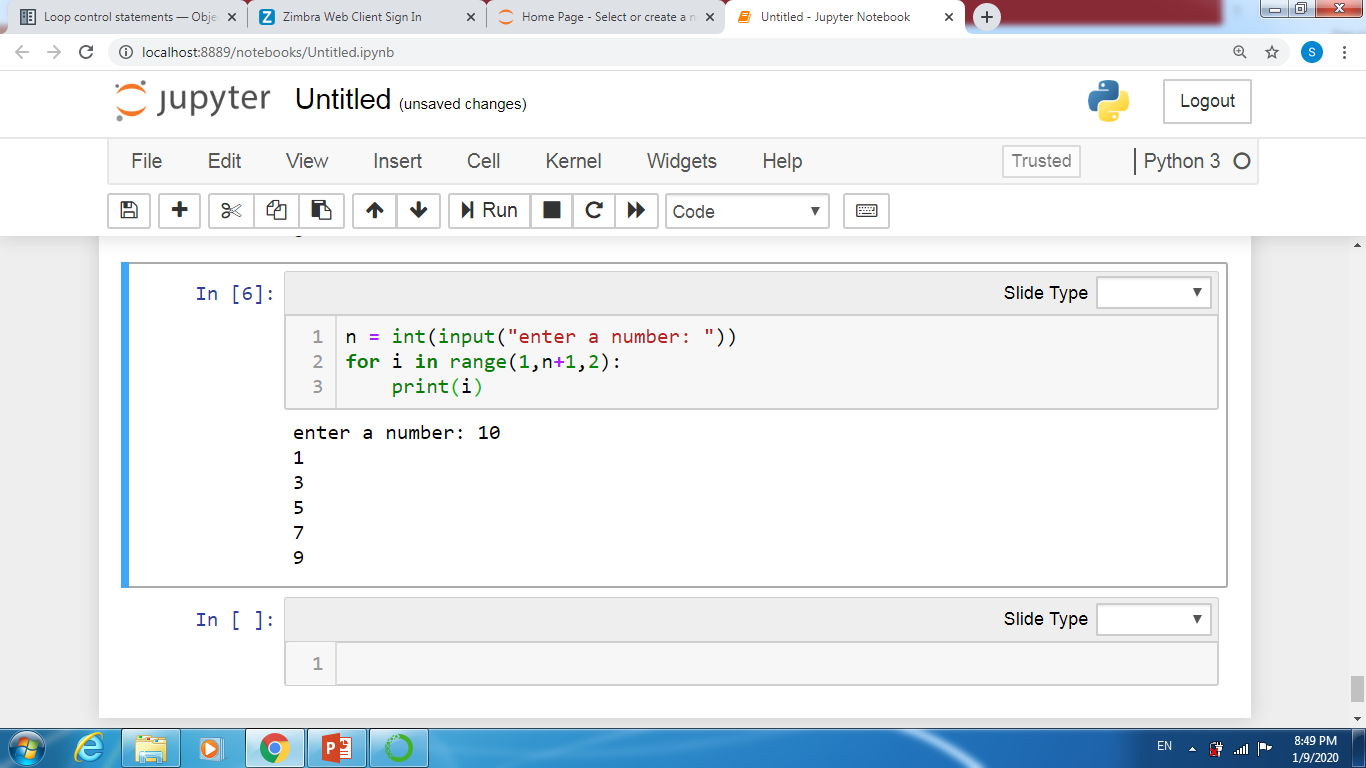 Loop control statements — Obje
Zimbra Web Client Sign In
Home Page - Select or create a n
Untitled - Jupyter Notebook
localhost:8889/notebooks/Untitled.ipynb
S
jupyter Untitled (unsaved changes)
Logout
File Edit View Insert Cell Kernel Widgets Help
Trusted
Python 3
Run
Code
In [6]:
Slide Type
1 n = int(input("enter a number: "))
2 for i in range(1,n+1,2):
3     print(i)
enter a number: 10
1
3
5
7
9
In [ ]:
Slide Type
1
EN
8:49 PM
1/9/2020